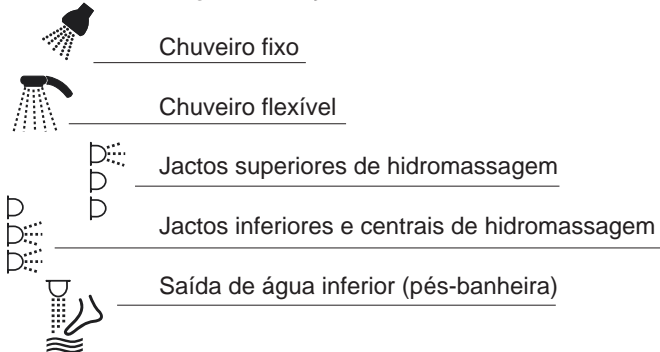 Chuveiro fixo
Chuveiro flexível
Jactos superiores de hidromassagem
Jactos inferiores e centrais de hidromassagem
Saída de água inferior (pés-banheira)